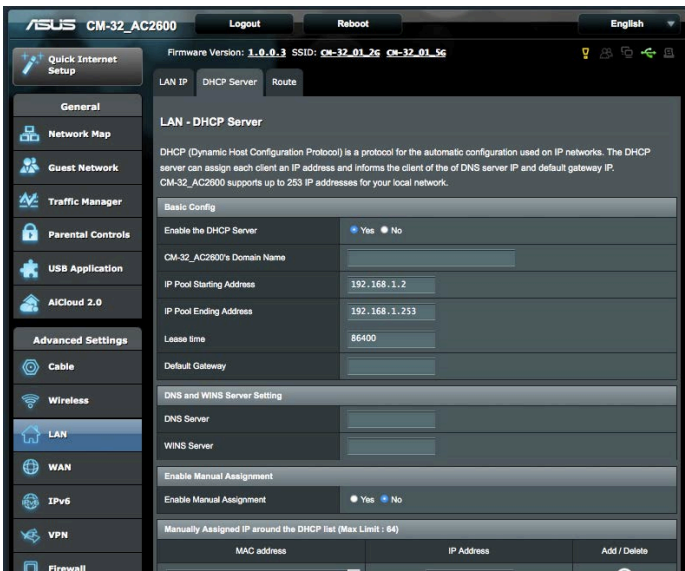 ASUS CM-32_AC2600 Logout Reboot English
Firmware Version: 1.0.0.3 SSID: CM-32_01_2G CM-32_01_5G
Quick Internet
Setup
General
Network Map
Guest Network
Traffic Manager
Parental Controls
USB Application
AiCloud 2.0
Advanced Settings
Cable
Wireless
LAN
WAN
IPv6
VPN
Firewall
LAN IP DHCP Server Route
LAN - DHCP Server
DHCP (Dynamic Host Configuration Protocol) is a protocol for the automatic configuration used on IP networks. The DHCP
server can assign each client an IP address and informs the client of the of DNS server IP and default gateway IP.
CM-32_AC2600 supports up to 253 IP addresses for your local network.
Basic Config
Enable the DHCP Server Yes No
CM-32_AC2600's Domain Name
IP Pool Starting Address 192.168.1.2
IP Pool Ending Address 192.168.1.253
Lease time 86400
Default Gateway
DNS and WINS Server Setting
DNS Server
WINS Server
Enable Manual Assignment
Enable Manual Assignment Yes No
Manually Assigned IP around the DHCP list (Max Limit : 64)
MAC address IP Address Add / Delete